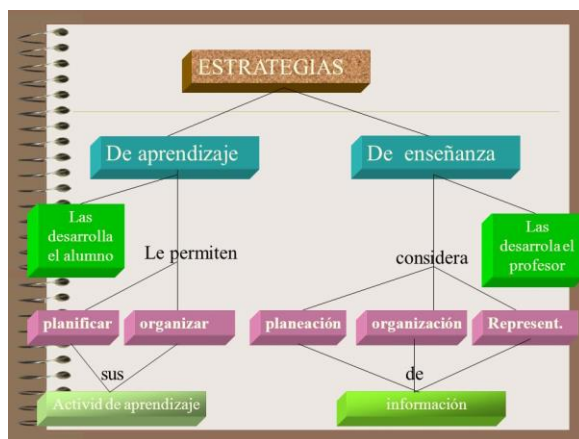 ESTRATEGIAS
De aprendizaje
De enseñanza
Las
desarrolla
el alumno
Le permiten
considera
Las
desarrola el
profesor
planificar
organizar
planeación
organización
Represent.
sus
de
Activid de aprendizaje
información